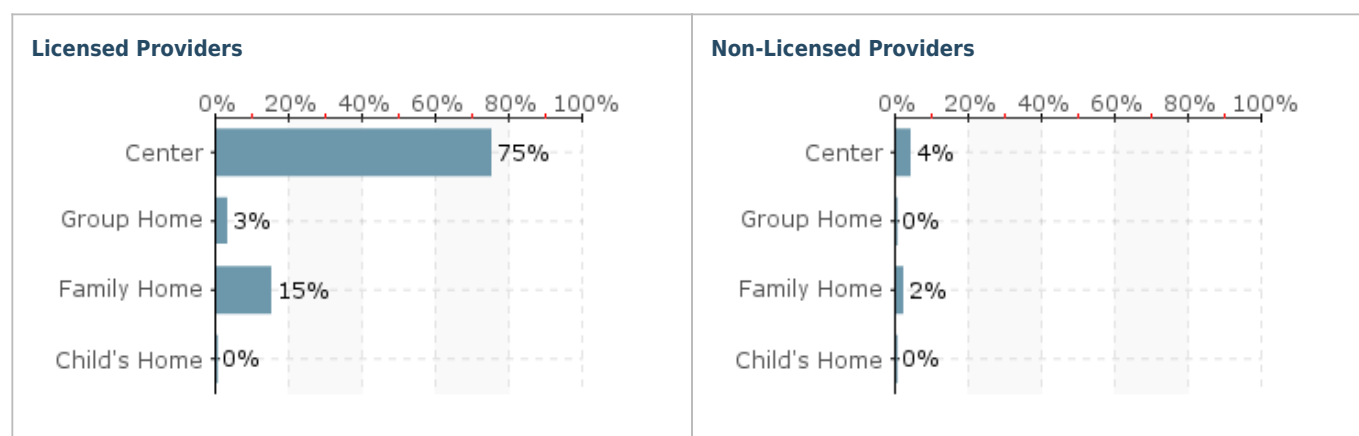 Licensed Providers
0% 20% 40% 60% 80% 100%
Center 75%
Group Home 3%
Family Home 15%
Child's Home 0%
Non-Licensed Providers
0% 20% 40% 60% 80% 100%
Center 4%
Group Home 0%
Family Home 2%
Child's Home 0%